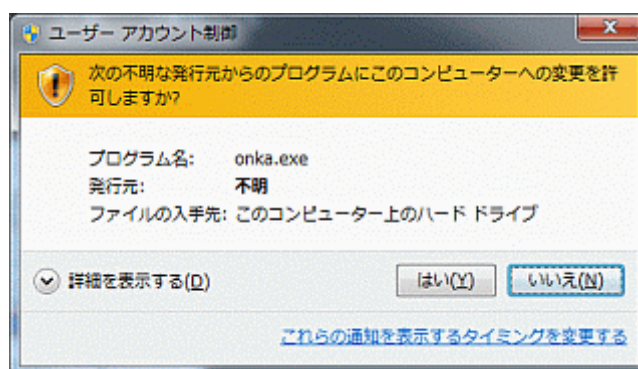 ユーザー アカウント制御
次の不明な発行元からのプログラムにこのコンピューターへの変更を許
可しますか?
プログラム名: onka.exe
発行元: 不明
ファイルの入手先: このコンピューター上のハード ドライブ
詳細を表示する(D) はい(Y) いいえ(N)
これらの通知を表示するタイミングを変更する